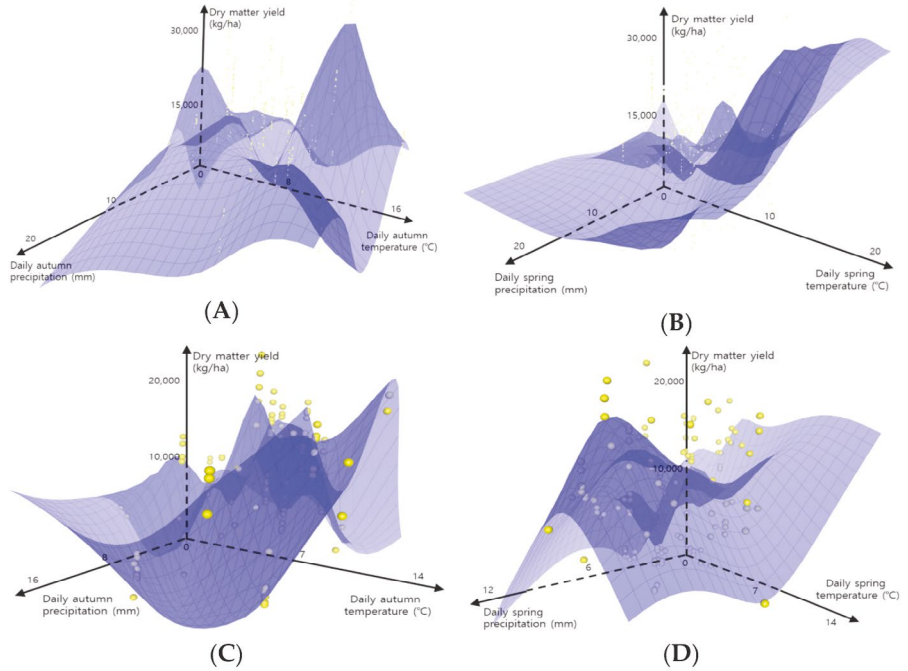 Dry matter yield
(kg/ha)
30,000
15,000
0
8
16
10
20
Daily autumn
temperature (℃)
Daily autumn
precipitation (mm)
(A)
Dry matter yield
(kg/ha)
30,000
15,000
0
10
20
10
20
Daily spring
precipitation (mm)
Daily spring
temperature (℃)
(B)
Dry matter yield
(kg/ha)
20,000
10,000
0
7
14
8
16
Daily autumn
precipitation (mm)
Daily autumn
temperature (℃)
(C)
Dry matter yield
(kg/ha)
20,000
10,000
0
7
14
6
12
Daily spring
precipitation (mm)
Daily spring
temperature (℃)
(D)